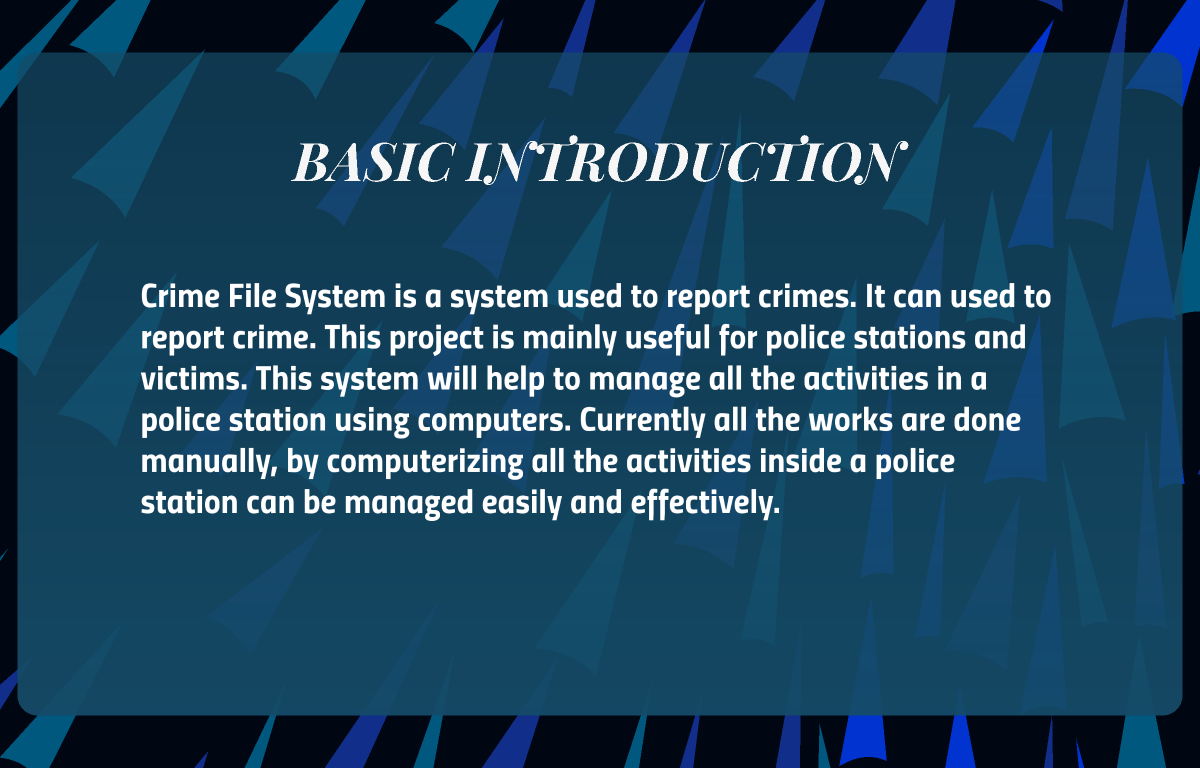 BASIC INTRODUCTION
Crime File System is a system used to report crimes. It can used to
report crime. This project is mainly useful for police stations and
victims. This system will help to manage all the activities in a
police station using computers. Currently all the works are done
manually, by computerizing all the activities inside a police
station can be managed easily and effectively.